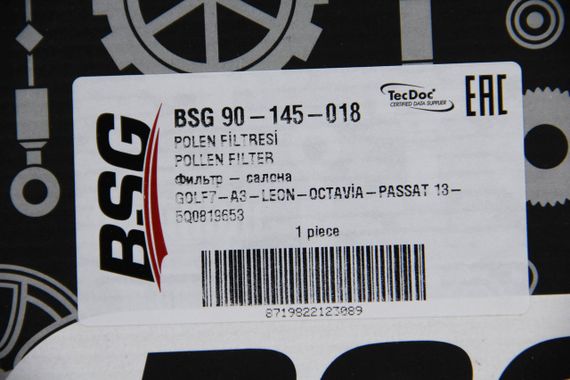 BSG
BSG 90-145-018
TecDoc
CERTIFIED DATA SUPPLIER
EAC
POLEN FİLTRESİ
POLLEN FILTER
Фильтр - салона
GOLF7-A3-LEON-OCTAVİA-PASSAT 13-
5Q0819653
1 piece
8719822123089